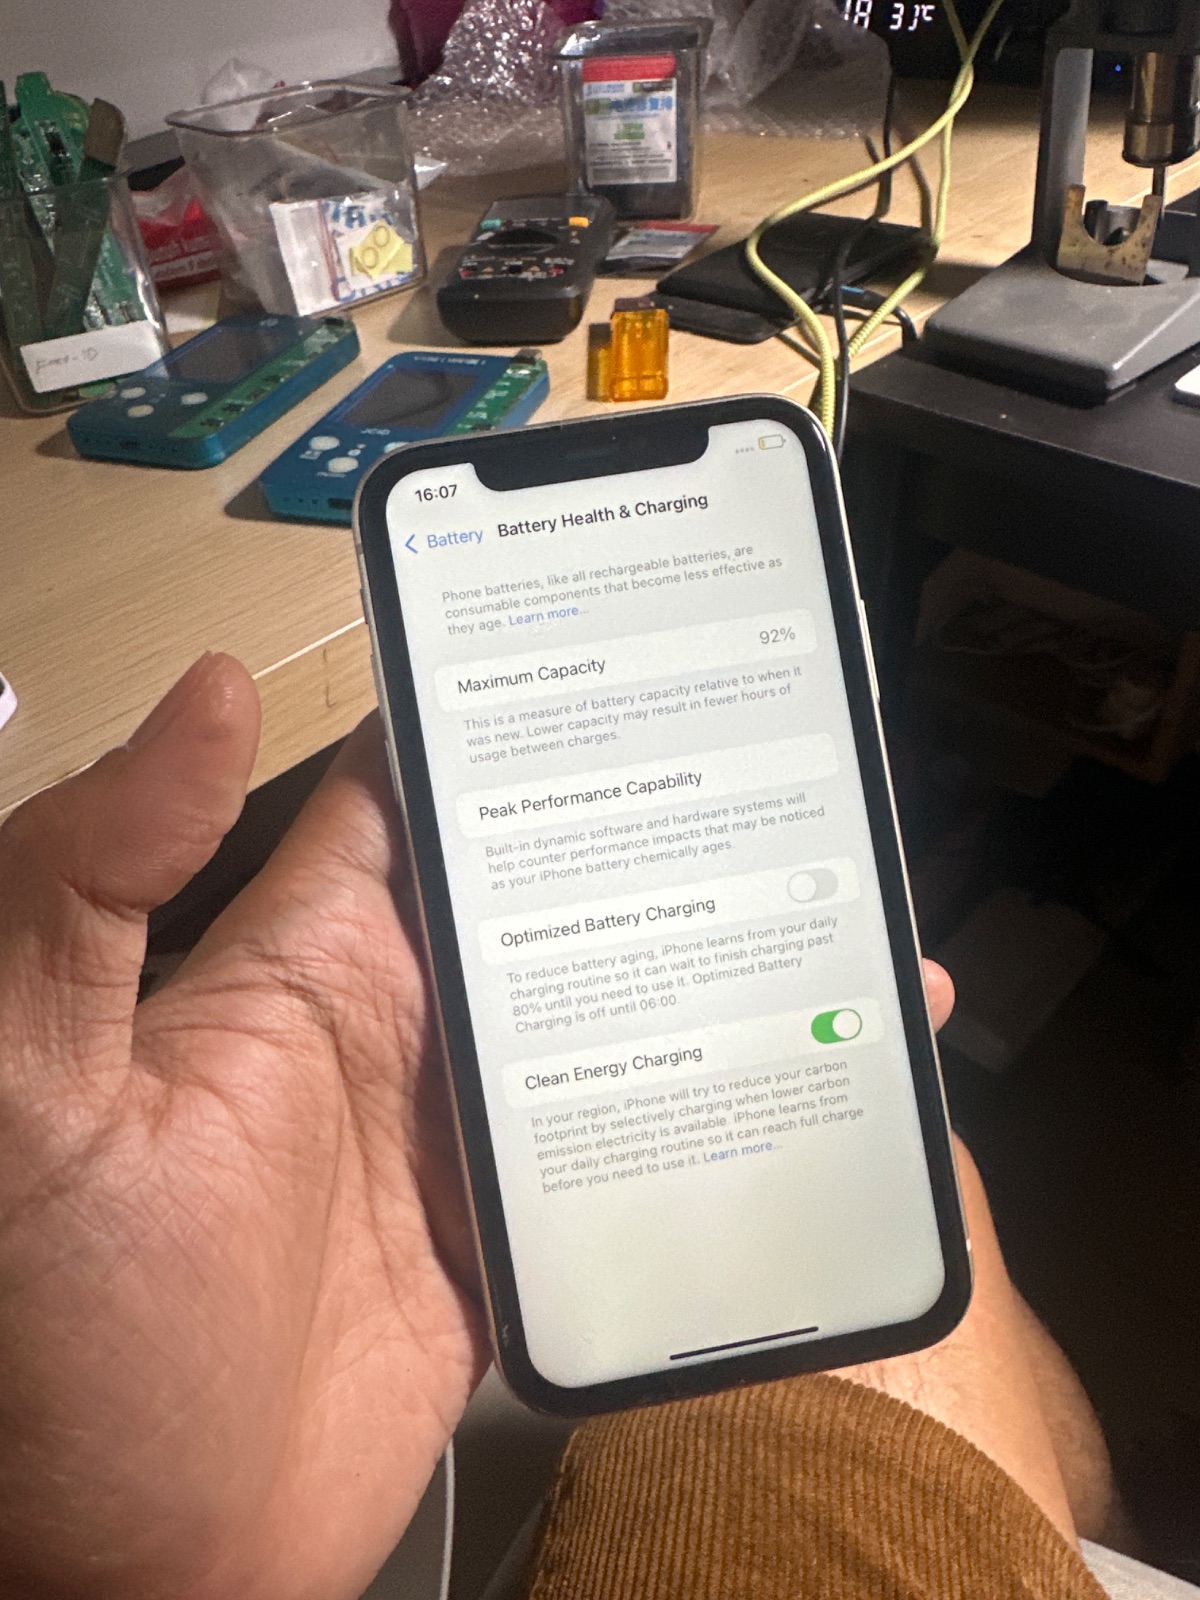 31℃
Face-ID
JCID
16:07
Battery
Battery Health & Charging
Phone batteries, like all rechargeable batteries, are
consumable components that become less effective as
they age. Learn more...
Maximum Capacity
92%
This is a measure of battery capacity relative to when it
was new. Lower capacity may result in fewer hours of
usage between charges.
Peak Performance Capability
Built-in dynamic software and hardware systems will
help counter performance impacts that may be noticed
as your iPhone battery chemically ages.
Optimized Battery Charging
To reduce battery aging, iPhone learns from your daily
charging routine so it can wait to finish charging past
80% until you need to use it. Optimized Battery
Charging is off until 06:00.
Clean Energy Charging
In your region, iPhone will try to reduce your carbon
footprint by selectively charging when lower carbon
emission electricity is available. iPhone learns from
your daily charging routine so it can reach full charge
before you need to use it. Learn more...